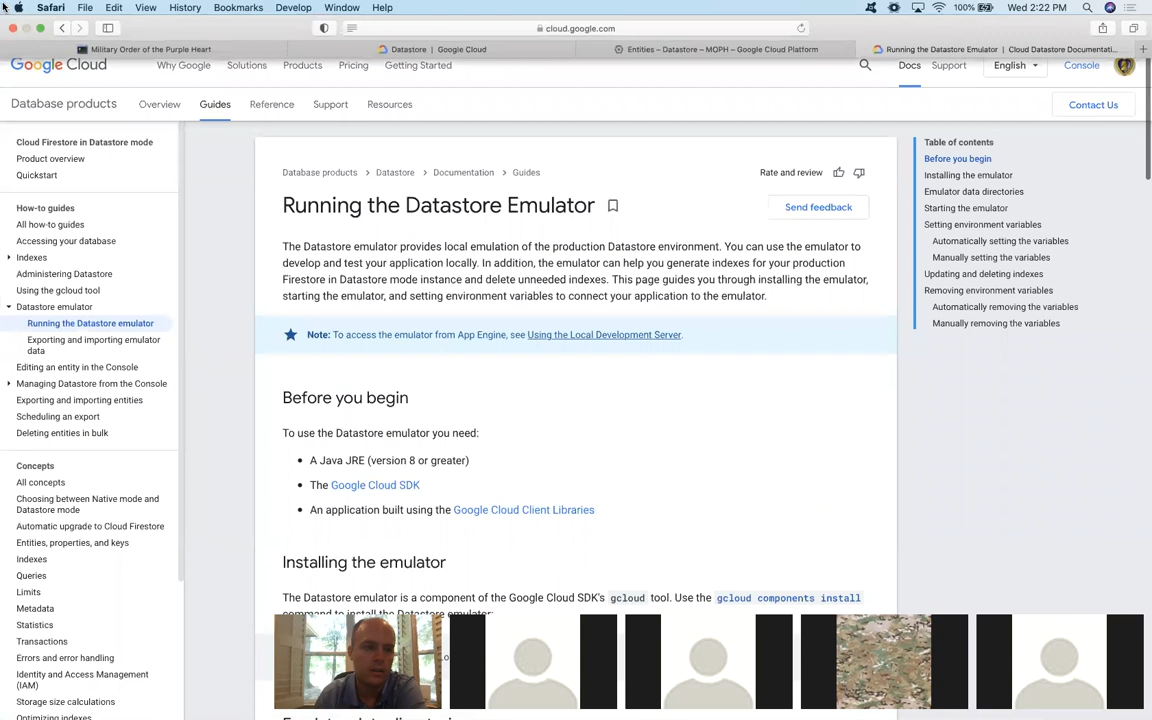 Safari File Edit View History Bookmarks Develop Window Help 100% Wed 2:22 PM
cloud.google.com
Military Order of the Purple Heart
Datastore | Google Cloud
Entities – Datastore – MOPH – Google Cloud Platform
Running the Datastore Emulator | Cloud Datastore Documentati...
Google Cloud Why Google Solutions Products Pricing Getting Started Docs Support English Console
Database products Overview Guides Reference Support Resources Contact Us
Cloud Firestore in Datastore mode
Product overview
Quickstart
How-to guides
All how-to guides
Accessing your database
Indexes
Administering Datastore
Using the gcloud tool
Datastore emulator
Running the Datastore emulator
Exporting and importing emulator
data
Editing an entity in the Console
Managing Datastore from the Console
Exporting and importing entities
Scheduling an export
Deleting entities in bulk
Concepts
All concepts
Choosing between Native mode and
Datastore mode
Automatic upgrade to Cloud Firestore
Entities, properties, and keys
Indexes
Queries
Limits
Metadata
Statistics
Transactions
Errors and error handling
Identity and Access Management
(IAM)
Storage size calculations
Optimizing indexes
Database products > Datastore > Documentation > Guides
Rate and review
Running the Datastore Emulator
Send feedback
The Datastore emulator provides local emulation of the production Datastore environment. You can use the emulator to
develop and test your application locally. In addition, the emulator can help you generate indexes for your production
Firestore in Datastore mode instance and delete unneeded indexes. This page guides you through installing the emulator,
starting the emulator, and setting environment variables to connect your application to the emulator.
Note: To access the emulator from App Engine, see Using the Local Development Server.
Before you begin
To use the Datastore emulator you need:
• A Java JRE (version 8 or greater)
• The Google Cloud SDK
• An application built using the Google Cloud Client Libraries
Installing the emulator
The Datastore emulator is a component of the Google Cloud SDK's gcloud tool. Use the gcloud components install
command to install the Datastore emulator:
Table of contents
Before you begin
Installing the emulator
Emulator data directories
Starting the emulator
Setting environment variables
Automatically setting the variables
Manually setting the variables
Updating and deleting indexes
Removing environment variables
Automatically removing the variables
Manually removing the variables